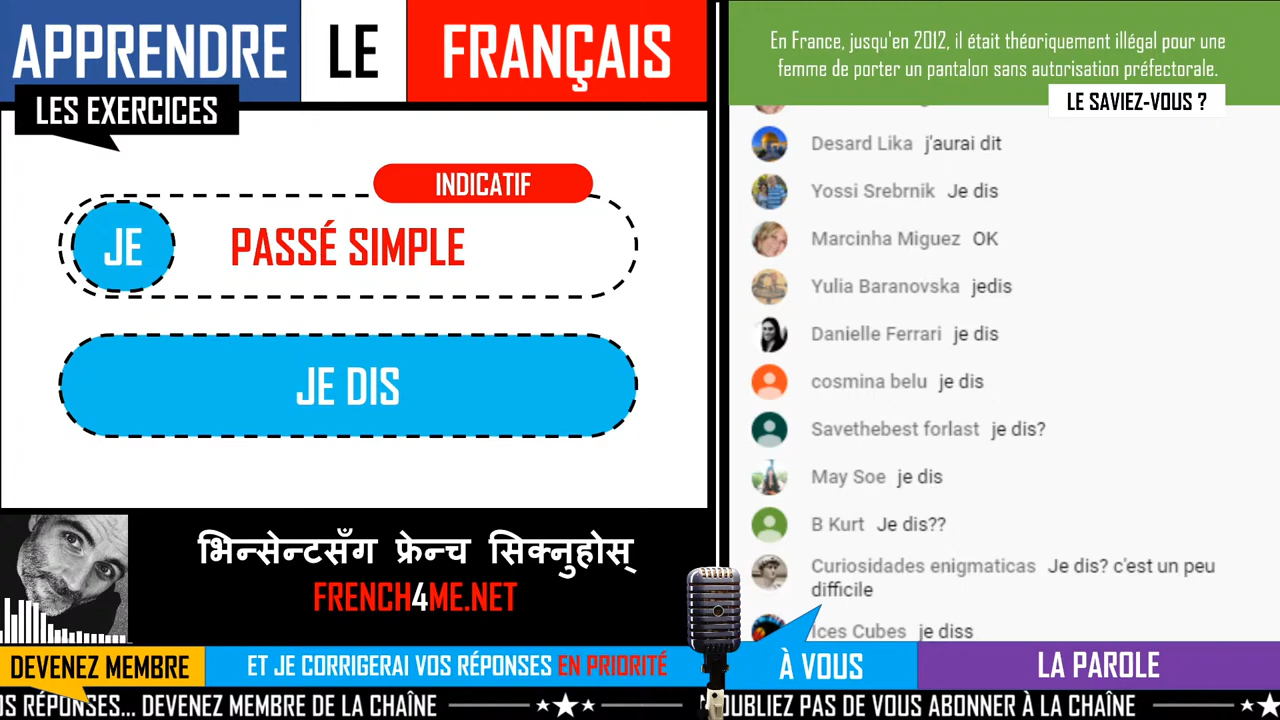 APPRENDRE LE FRANÇAIS
LES EXERCICES
INDICATIF
JE PASSÉ SIMPLE
JE DIS
भिन्सेन्टसँग फ्रेन्च सिक्नुहोस्
FRENCH4ME.NET
En France, jusqu'en 2012, il était théoriquement illégal pour une
femme de porter un pantalon sans autorisation préfectorale.
LE SAVIEZ-VOUS ?
Desard Lika j'aurai dit
Yossi Srebrnik Je dis
Marcinha Miguez OK
Yulia Baranovska jedis
Danielle Ferrari je dis
cosmina belu je dis
Savethebest forlast je dis?
May Soe je dis
B Kurt Je dis??
Curiosidades enigmaticas Je dis? c'est un peu
difficile
Ices Cubes je diss
DEVENEZ MEMBRE ET JE CORRIGERAI VOS RÉPONSES EN PRIORITÉ À VOUS LA PAROLE
OS RÉPONSES... DEVENEZ MEMBRE DE LA CHAÎNE OUBLIEZ PAS DE VOUS ABONNER À LA CHAÎNE